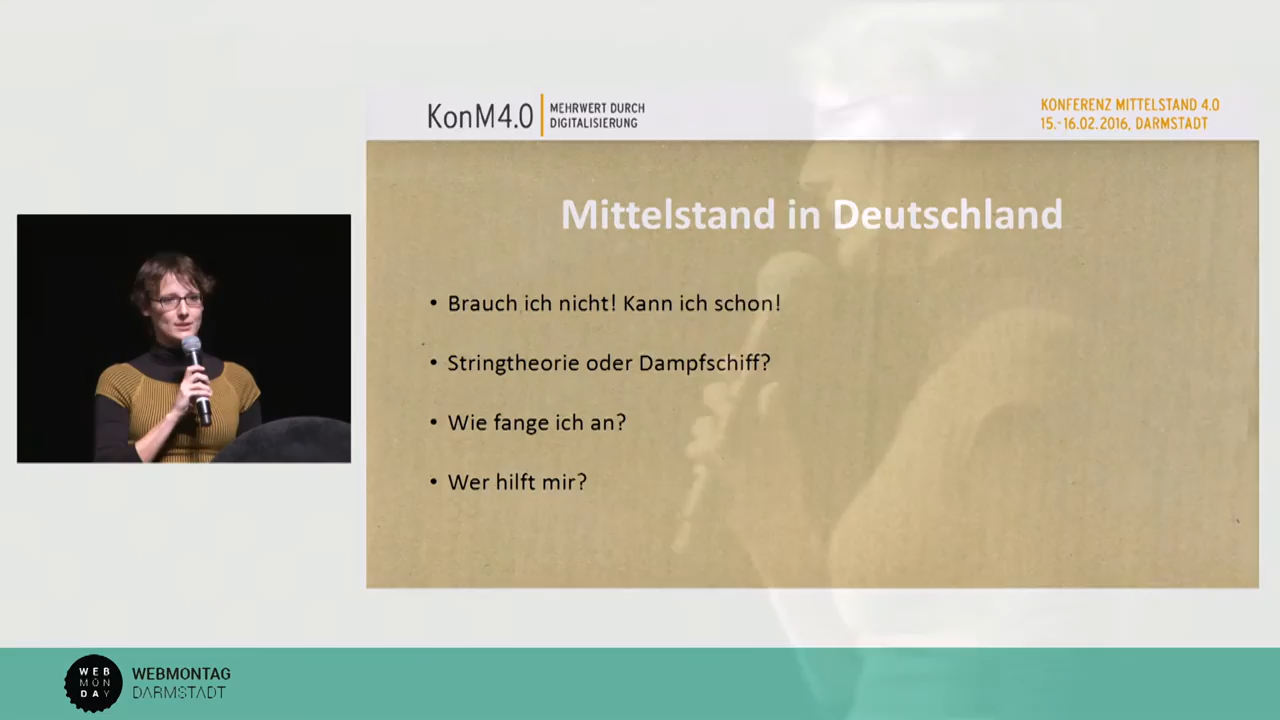 KonM4.0
MEHRWERT DURCH
DIGITALISIERUNG
KONFERENZ MITTELSTAND 4.0
15.-16.02.2016, DARMSTADT
Mittelstand in Deutschland
• Brauch ich nicht! Kann ich schon!
• Stringtheorie oder Dampfschiff?
• Wie fange ich an?
• Wer hilft mir?
WEB
MON
DAY
WEBMONTAG
DARMSTADT